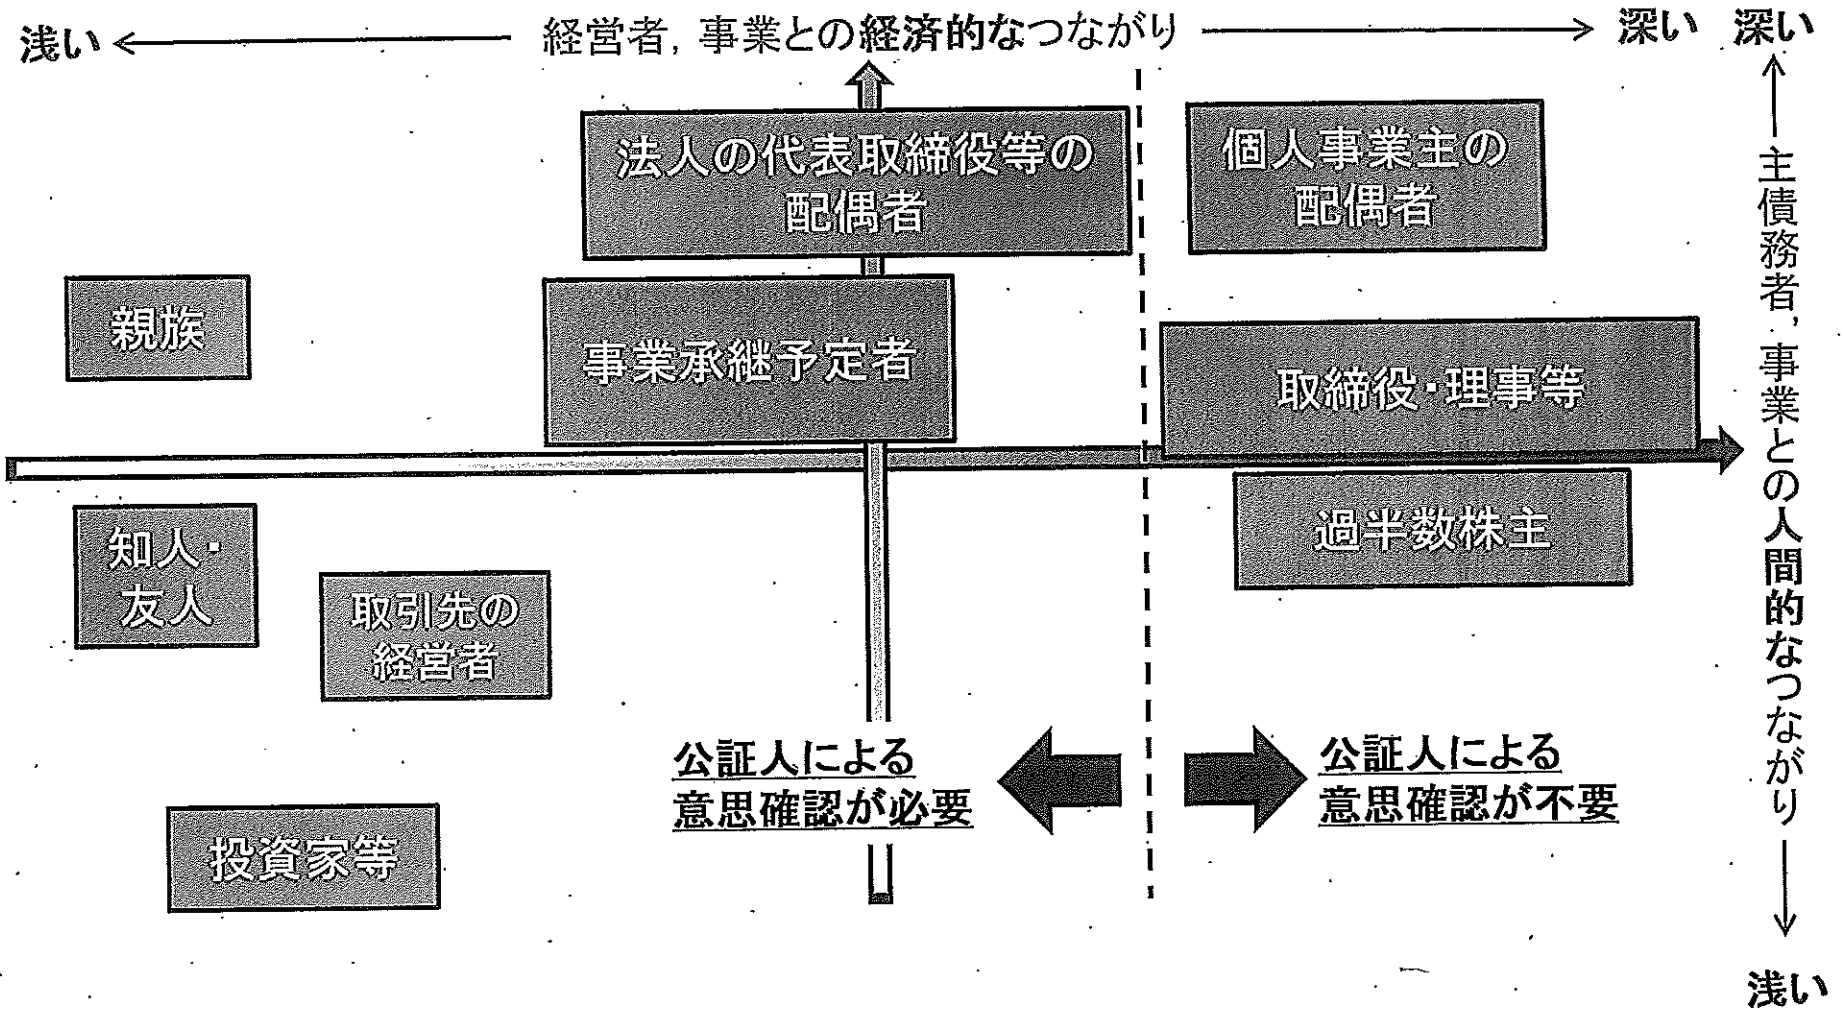 浅い
経営者，事業との経済的なつながり
深い
深い
法人の代表取締役等の
配偶者
個人事業主の
配偶者
親族
事業承継予定者
取締役・理事等
知人・
友人
取引先の
経営者
過半数株主
投資家等
公証人による
意思確認が必要
公証人による
意思確認が不要
主債務者，事業との人間的なつながり
浅い